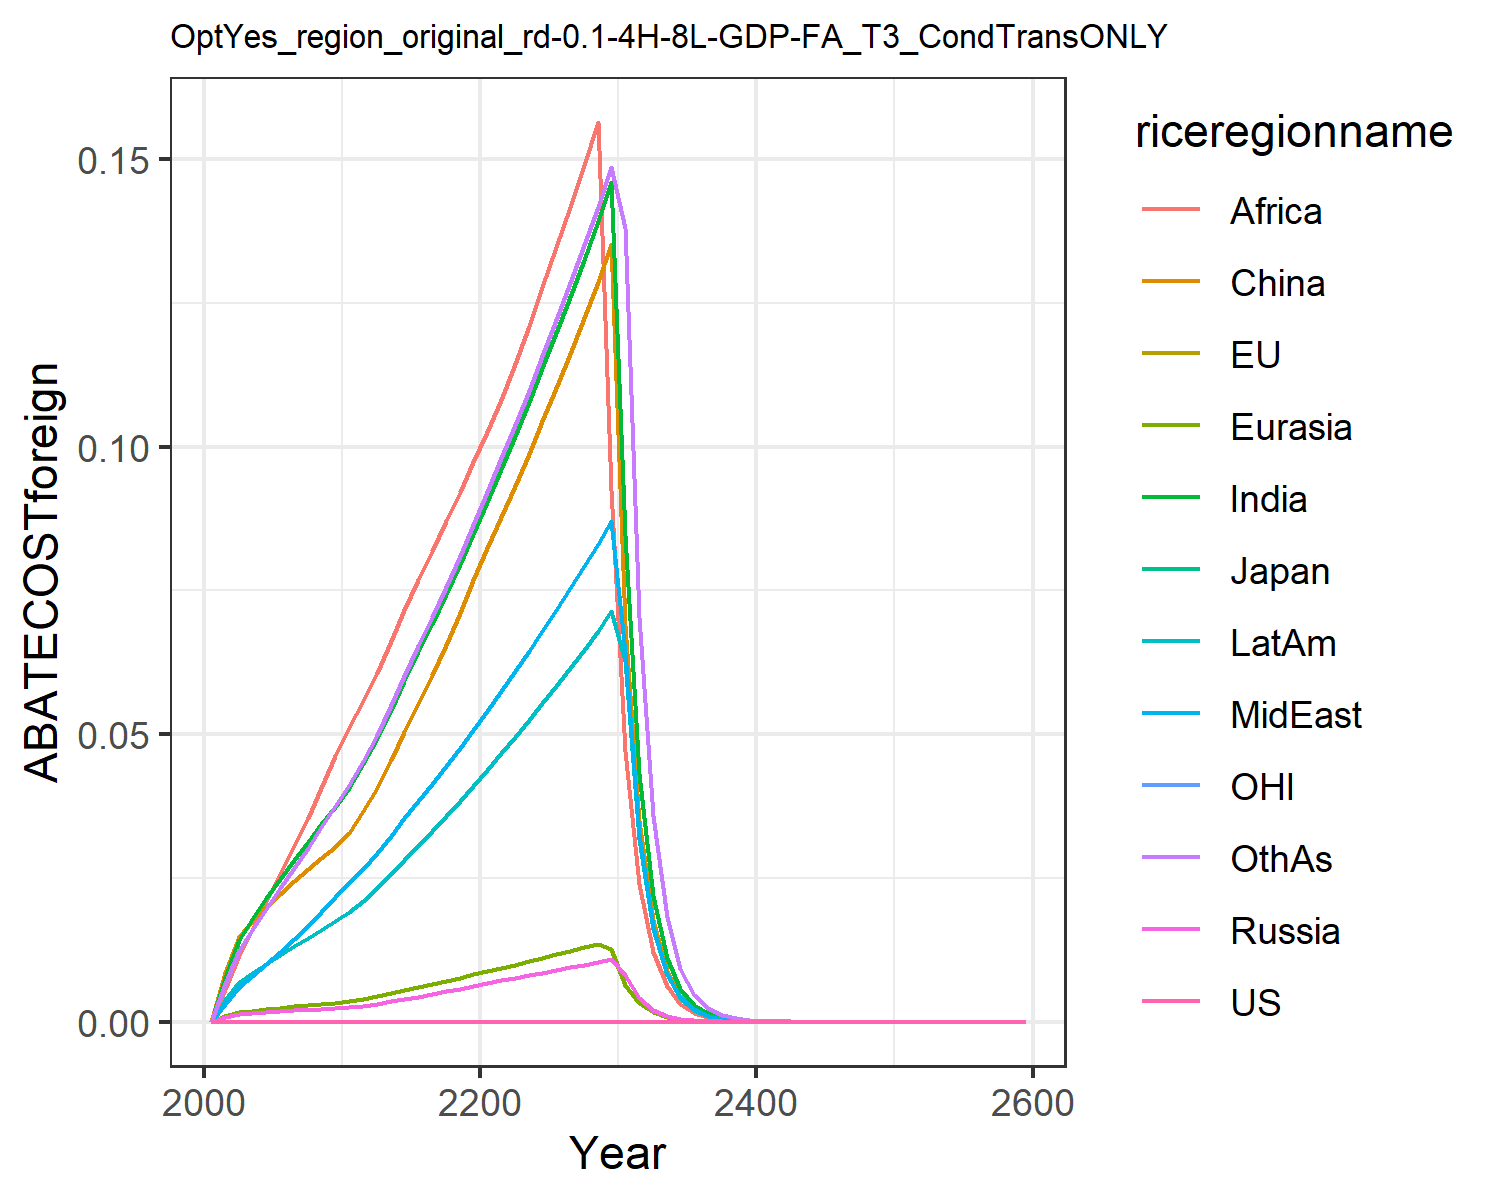 OptYes_region_original_rd-0.1-4H-8L-GDP-FA_T3_CondTransONLY
ABATECOSTforeign
0.15
0.10
0.05
0.00
2000 2200 2400 2600
Year
riceregionname
Africa
China
EU
Eurasia
India
Japan
LatAm
MidEast
OHI
OthAs
Russia
US